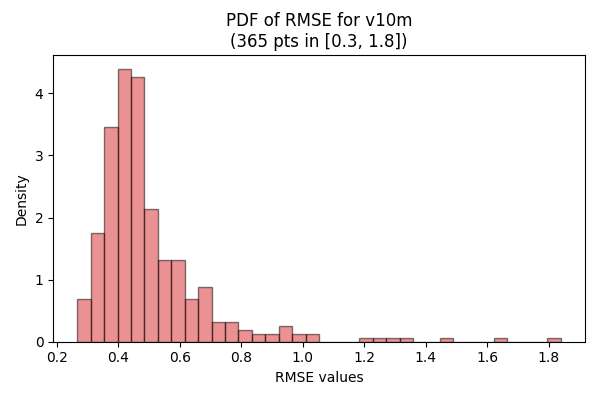 PDF of RMSE for v10m
(365 pts in [0.3, 1.8])
Density
4
3
2
1
0
0.2 0.4 0.6 0.8 1.0 1.2 1.4 1.6 1.8
RMSE values